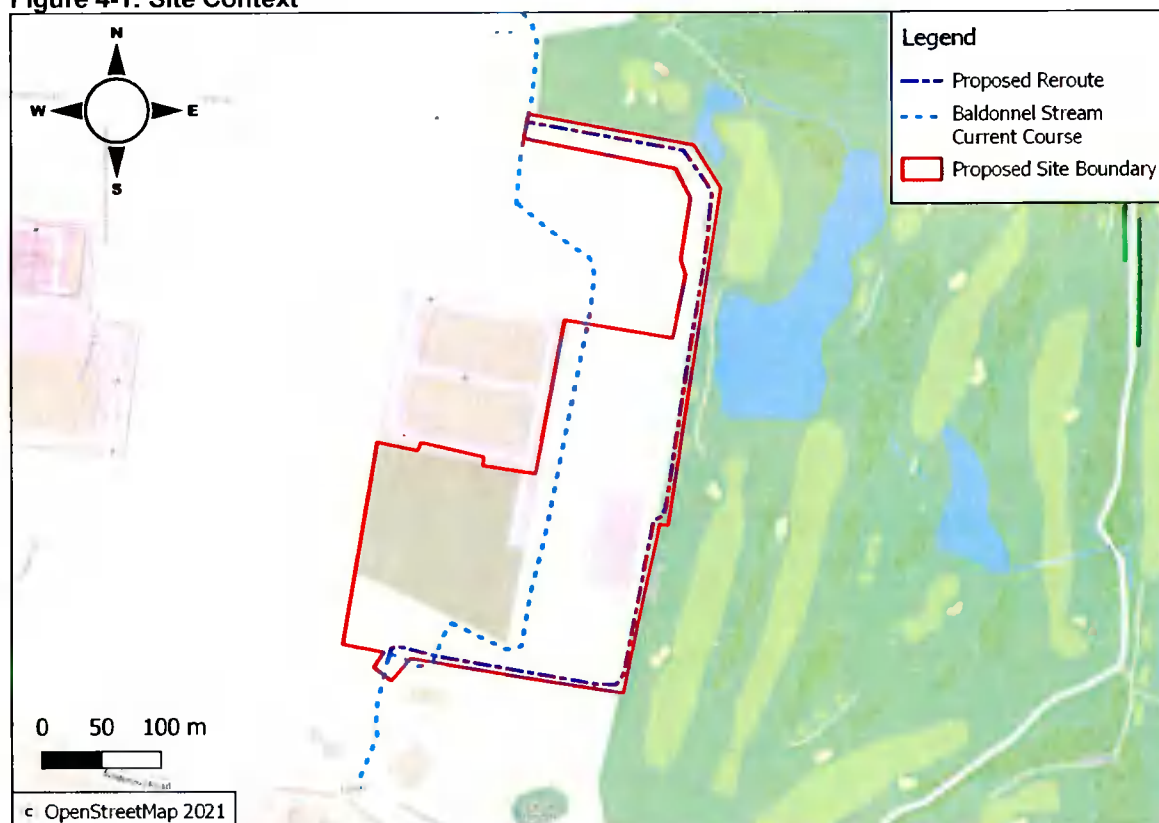 Figure 4-1: Site Context
N
W
E
S
Legend
Proposed Reroute
Baldonnel Stream
Current Course
Proposed Site Boundary
0 50 100 m
c OpenStreetMap 2021